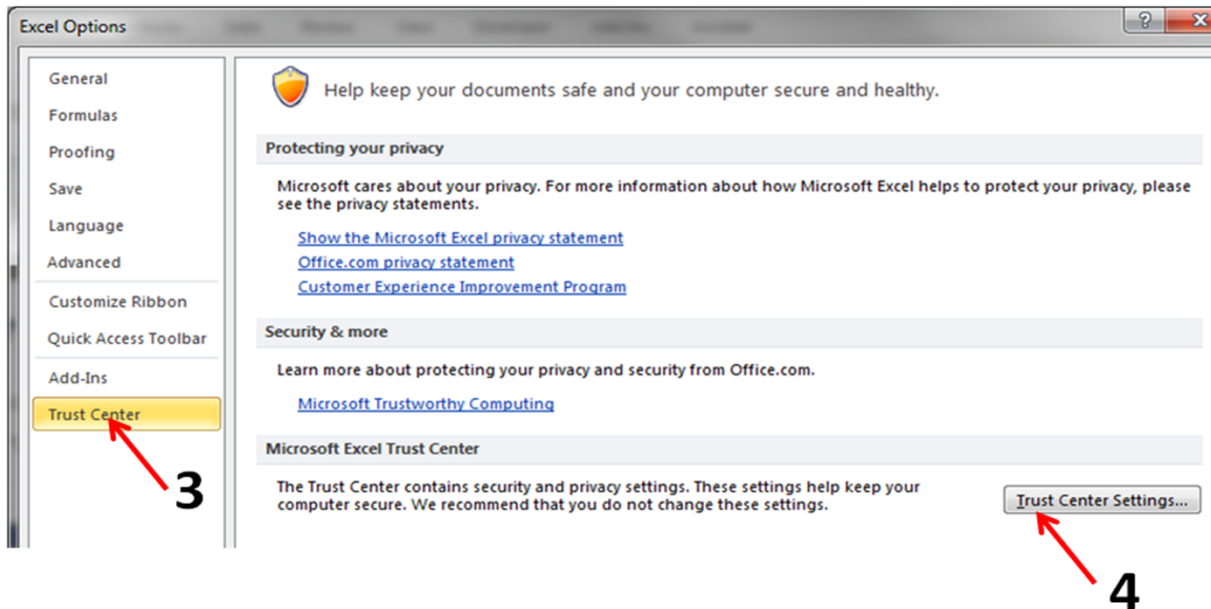 Excel Options
?
General
Formulas
Proofing
Save
Language
Advanced
Customize Ribbon
Quick Access Toolbar
Add-Ins
Trust Center
3
Help keep your documents safe and your computer secure and healthy.
Protecting your privacy
Microsoft cares about your privacy. For more information about how Microsoft Excel helps to protect your privacy, please
see the privacy statements.
Show the Microsoft Excel privacy statement
Office.com privacy statement
Customer Experience Improvement Program
Security & more
Learn more about protecting your privacy and security from Office.com.
Microsoft Trustworthy Computing
Microsoft Excel Trust Center
The Trust Center contains security and privacy settings. These settings help keep your
computer secure. We recommend that you do not change these settings.
Trust Center Settings...
4